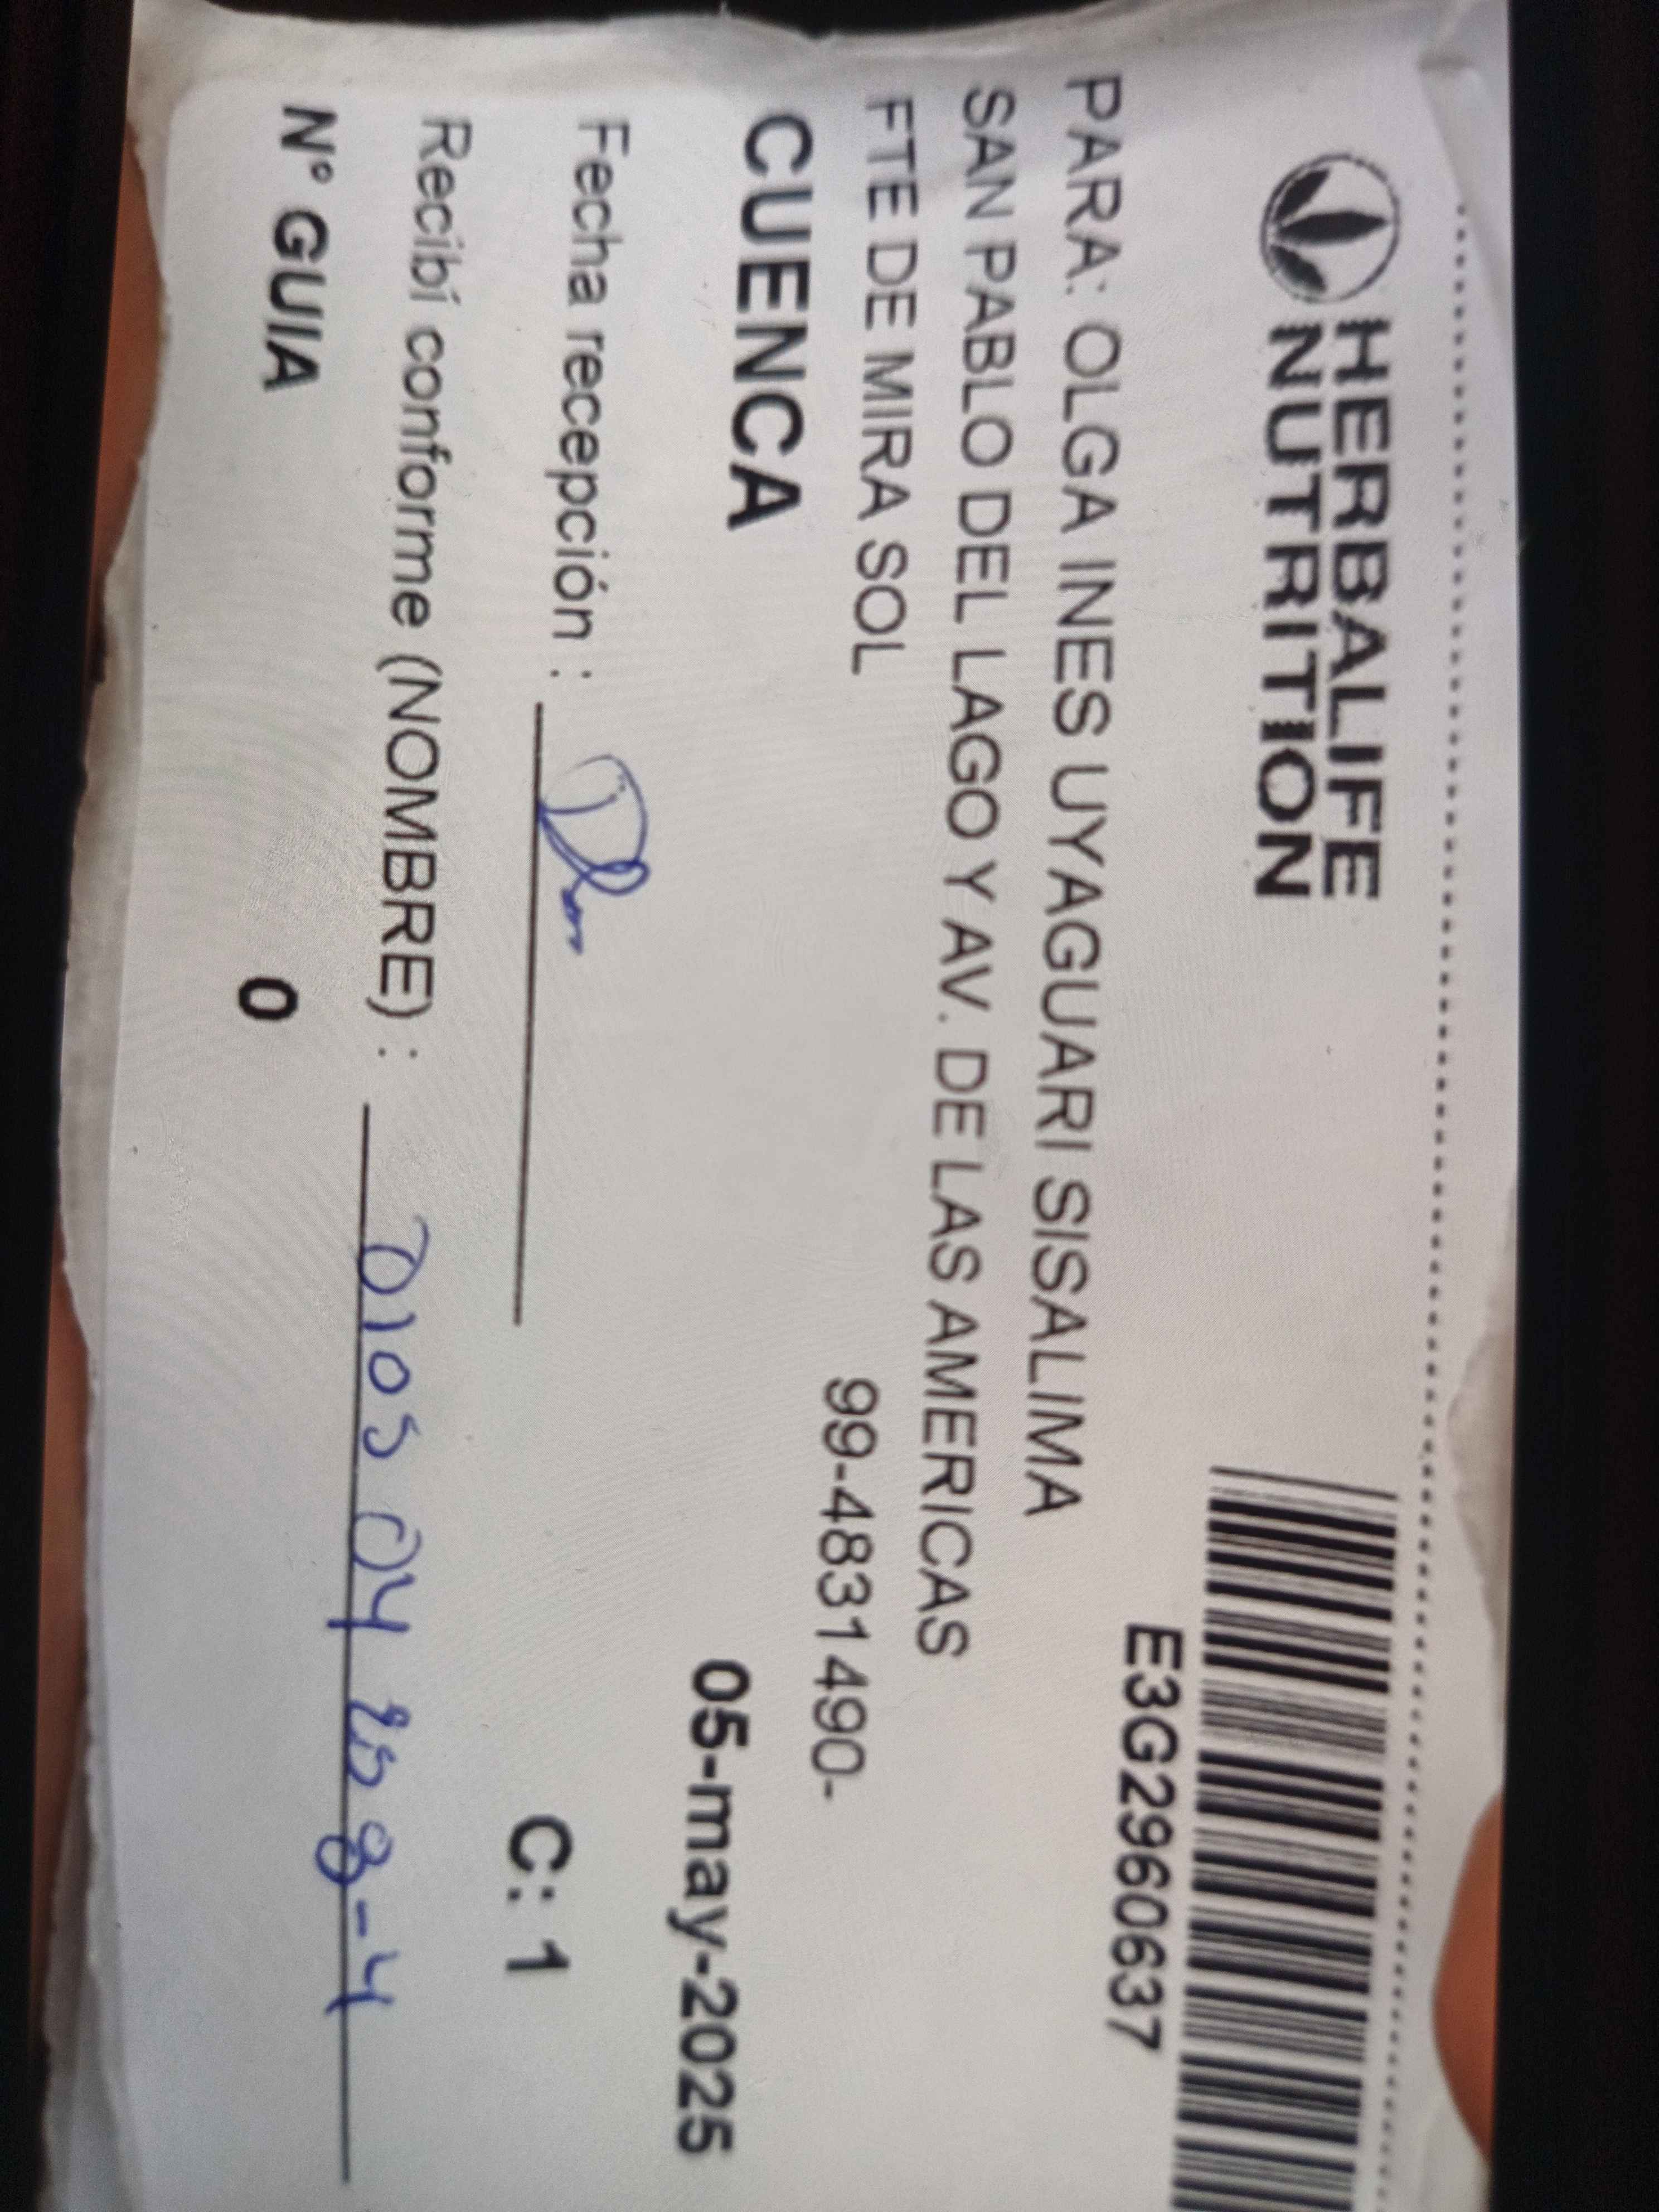 HERBALIFE
NUTRITION
E3G2960637
PARA: OLGA INES UYAGUARI SISALIMA
SAN PABLO DEL LAGO Y AV. DE LAS AMERICAS
FTE DE MIRA SOL
99-4831490-
CUENCA
05-may-2025
Fecha recepción :
C: 1
Recibí conforme (NOMBRE) :
Nº GUIA 0